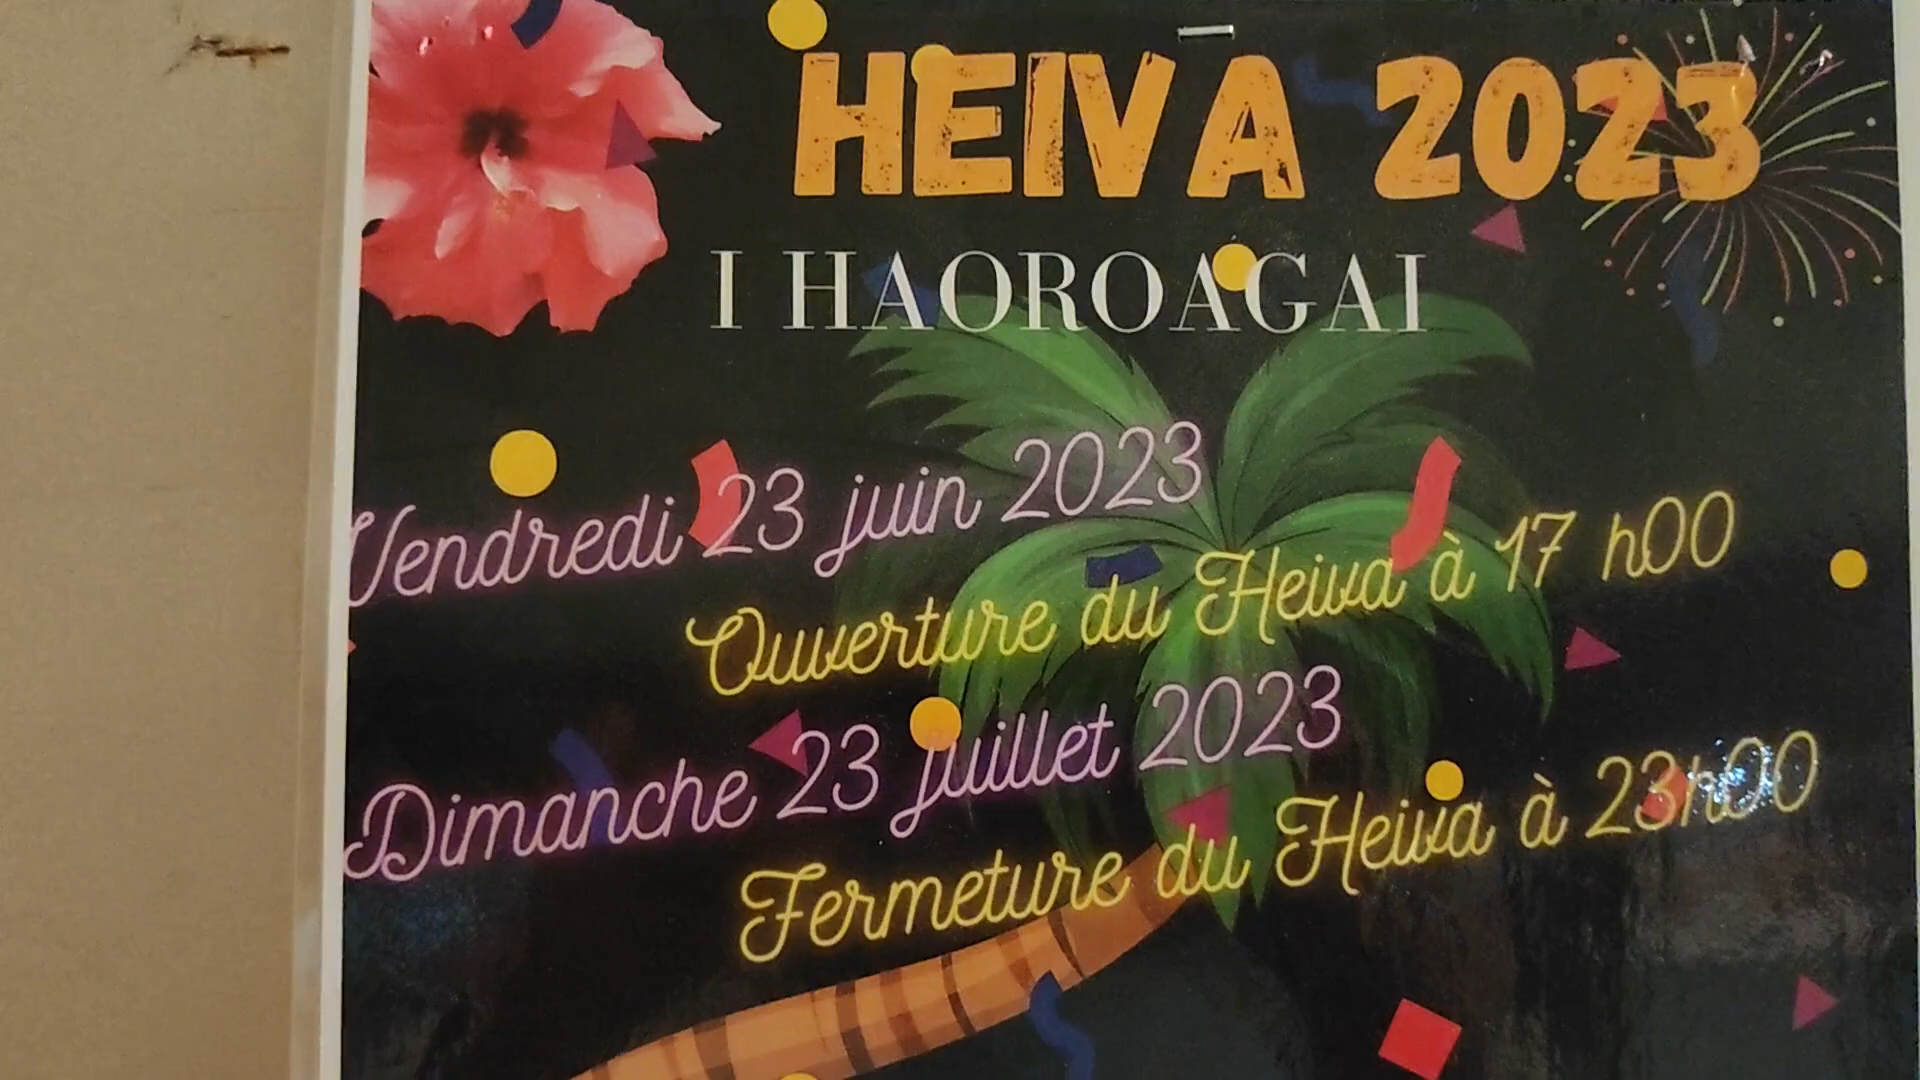 HEIVA 2023
I HAOROAGAI
Vendredi 23 juin 2023
Ouverture du Heiva à 17 h00
Dimanche 23 juillet 2023
Fermeture du Heiva à 23h00